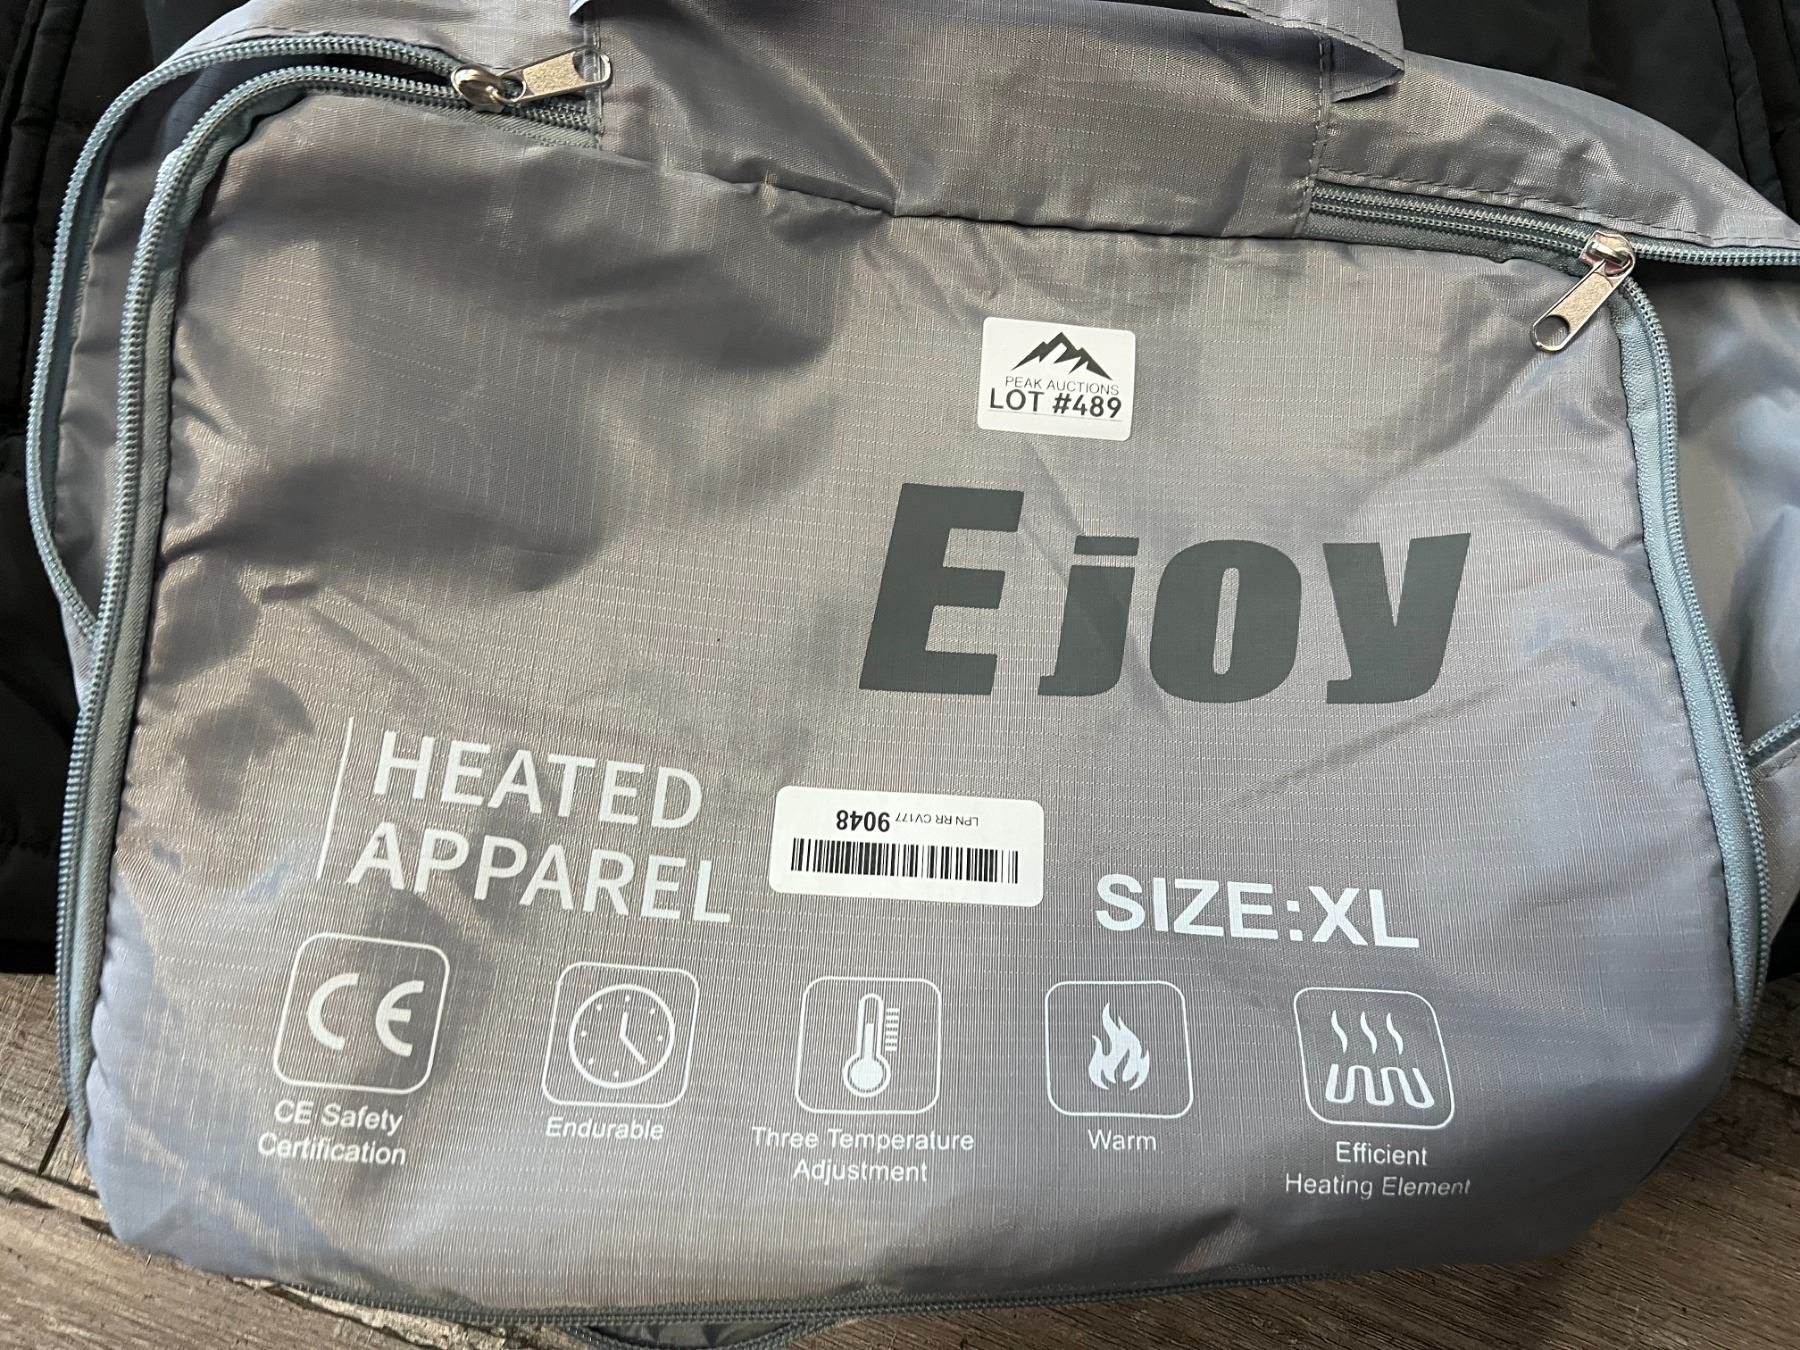 PEAK AUCTIONS
LOT #489
Ejoy
HEATED
APPAREL
LPN RR CV177 9048
SIZE:XL
CE
CE Safety
Certification
Endurable
Three Temperature
Adjustment
Warm
Efficient
Heating Element